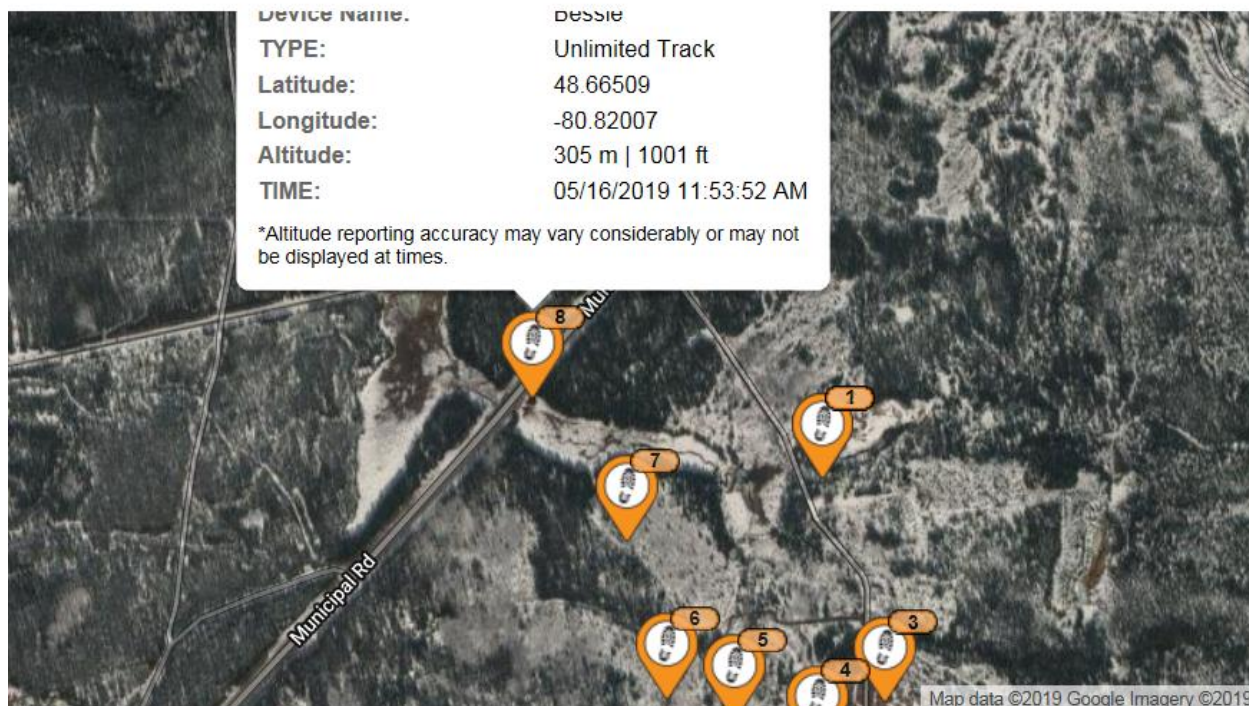 Device Name: Bessie
TYPE: Unlimited Track
Latitude: 48.66509
Longitude: -80.82007
Altitude: 305 m | 1001 ft
TIME: 05/16/2019 11:53:52 AM
*Altitude reporting accuracy may vary considerably or may not
be displayed at times.
8
Mun
1
7
Municipal Rd
6
5
3
4
Map data ©2019 Google Imagery ©2019